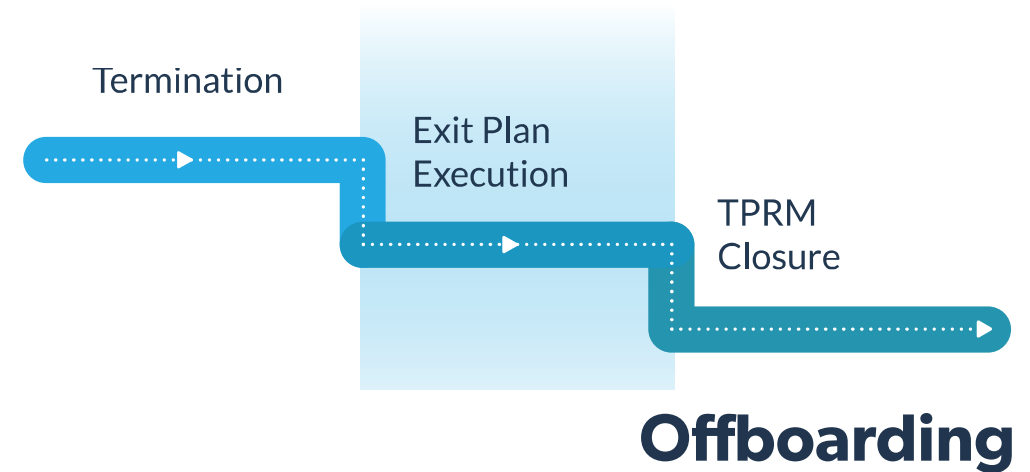 Termination
Exit Plan
Execution
TPRM
Closure
Offboarding